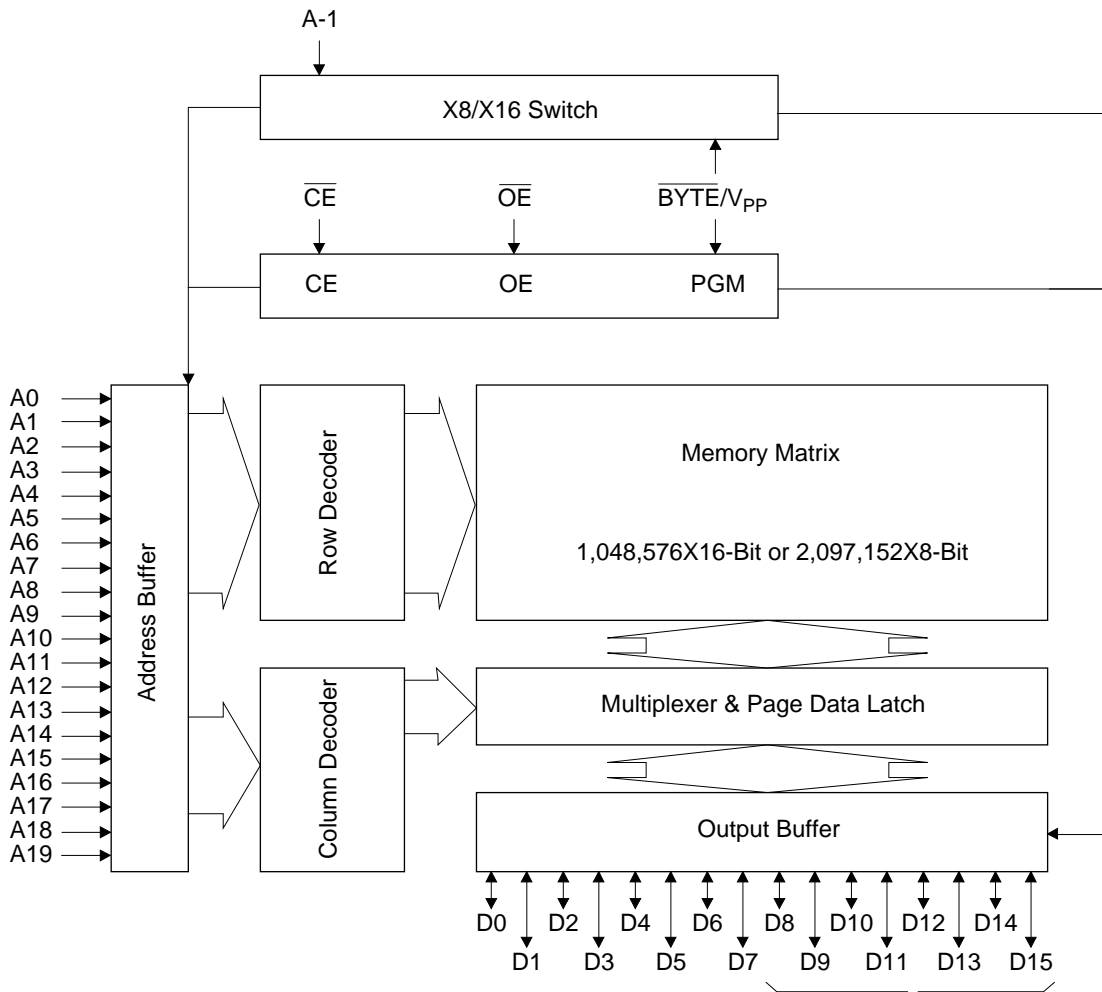 A-1
X8/X16 Switch
C̅E̅ O̅E̅ B̅Y̅T̅E̅/VPP
CE OE PGM
A0
A1
A2
A3
A4
A5
A6
A7
A8
A9
A10
A11
A12
A13
A14
A15
A16
A17
A18
A19
Address Buffer
Row Decoder
Column Decoder
Memory Matrix
1,048,576X16-Bit or 2,097,152X8-Bit
Multiplexer & Page Data Latch
Output Buffer
D0 D2 D4 D6 D8 D10 D12 D14
D1 D3 D5 D7 D9 D11 D13 D15